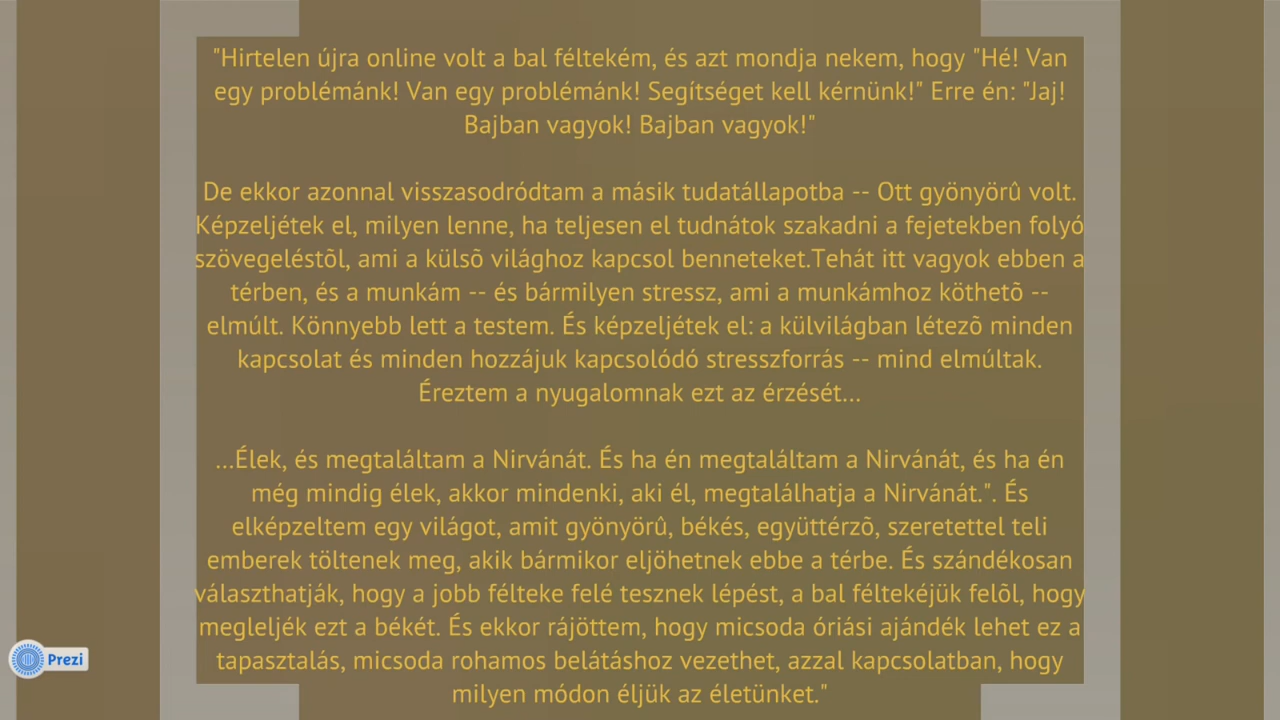 "Hirtelen újra online volt a bal féltekém, és azt mondja nekem, hogy "Hé! Van
egy problémánk! Van egy problémánk! Segítséget kell kérnünk!" Erre én: "Jaj!
Bajban vagyok! Bajban vagyok!"
De ekkor azonnal visszasodródtam a másik tudatállapotba -- Ott gyönyörû volt.
Képzeljétek el, milyen lenne, ha teljesen el tudnátok szakadni a fejetekben folyó
szövegeléstõl, ami a külsõ világhoz kapcsol benneteket.Tehát itt vagyok ebben a
térben, és a munkám -- és bármilyen stressz, ami a munkámhoz köthetõ --
elmúlt. Könnyebb lett a testem. És képzeljétek el: a külvilágban létezõ minden
kapcsolat és minden hozzájuk kapcsolódó stresszforrás -- mind elmúltak.
Éreztem a nyugalomnak ezt az érzését...
...Élek, és megtaláltam a Nirvánát. És ha én megtaláltam a Nirvánát, és ha én
még mindig élek, akkor mindenki, aki él, megtalálhatja a Nirvánát.". És
elképzeltem egy világot, amit gyönyörû, békés, együttérzõ, szeretettel teli
emberek töltenek meg, akik bármikor eljöhetnek ebbe a térbe. És szándékosan
választhatják, hogy a jobb félteke felé tesznek lépést, a bal féltekéjük felõl, hogy
megleljék ezt a békét. És ekkor rájöttem, hogy micsoda óriási ajándék lehet ez a
tapasztalás, micsoda rohamos belátáshoz vezethet, azzal kapcsolatban, hogy
milyen módon éljük az életünket."
Prezi